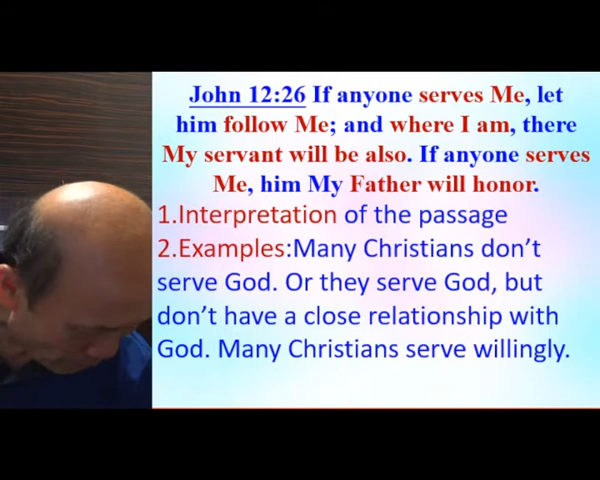 John 12:26 If anyone serves Me, let
him follow Me; and where I am, there
My servant will be also. If anyone serves
Me, him My Father will honor.
1.Interpretation of the passage
2.Examples:Many Christians don’t
serve God. Or they serve God, but
don’t have a close relationship with
God. Many Christians serve willingly.